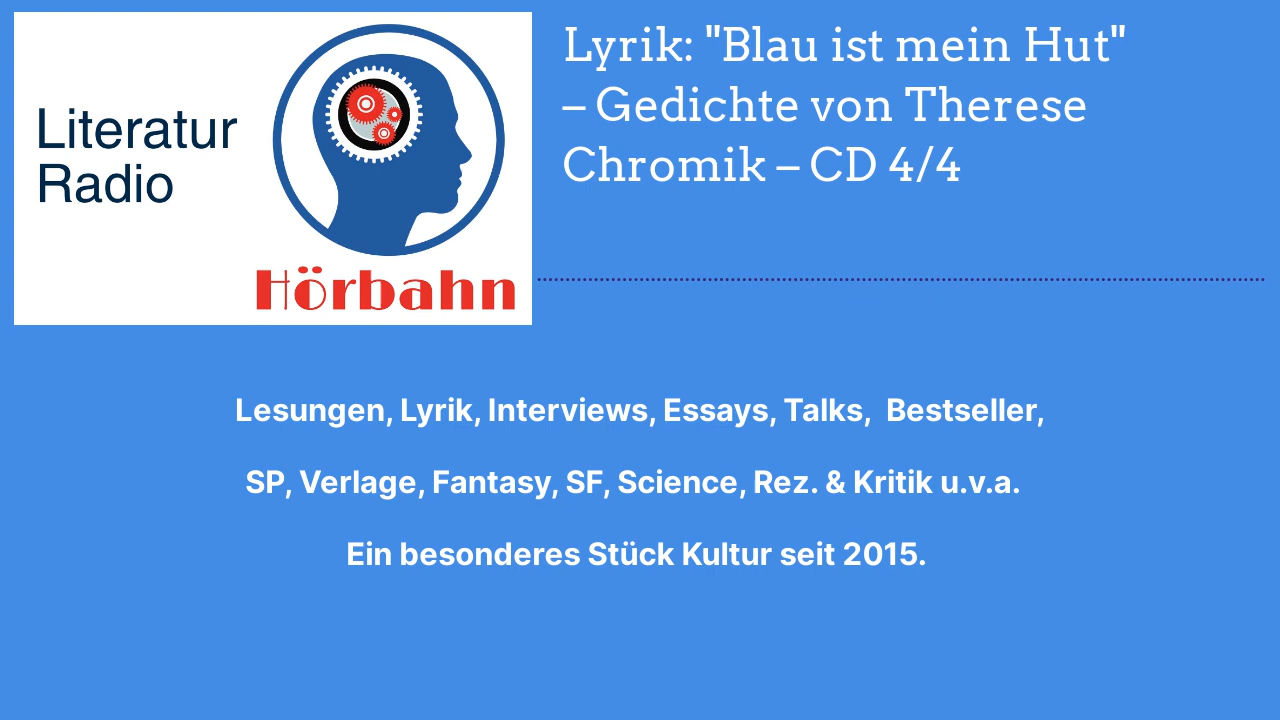 Literatur
Radio
Hörbahn
Lyrik: "Blau ist mein Hut"
– Gedichte von Therese
Chromik – CD 4/4
Lesungen, Lyrik, Interviews, Essays, Talks,  Bestseller,
SP, Verlage, Fantasy, SF, Science, Rez. & Kritik u.v.a.
Ein besonderes Stück Kultur seit 2015.